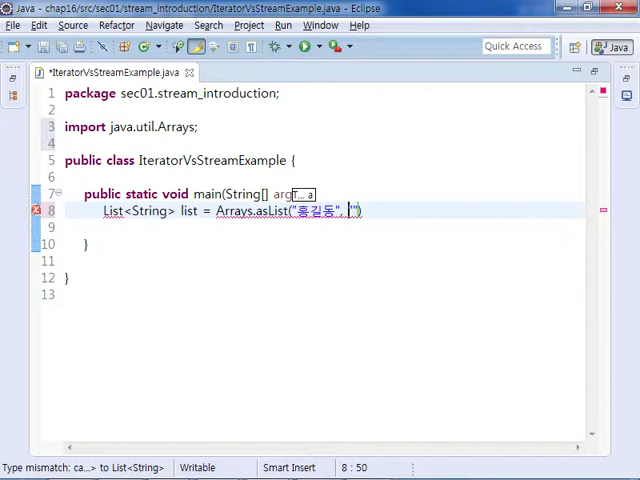 Java - chap16/src/sec01/stream_introduction/IteratorVsStreamExample.java - Eclipse
File Edit Source Refactor Navigate Search Project Run Window Help
Quick Access
Java
*IteratorVsStreamExample.java
1 package sec01.stream_introduction;
2
3 import java.util.Arrays;
4
5 public class IteratorVsStreamExample {
6
7 public static void main(String[] arg
T... a
8 List<String> list = Arrays.asList("홍길동", "")
9
10 }
11
12 }
13
Type mismatch: ca...> to List<String> Writable Smart Insert 8 : 50